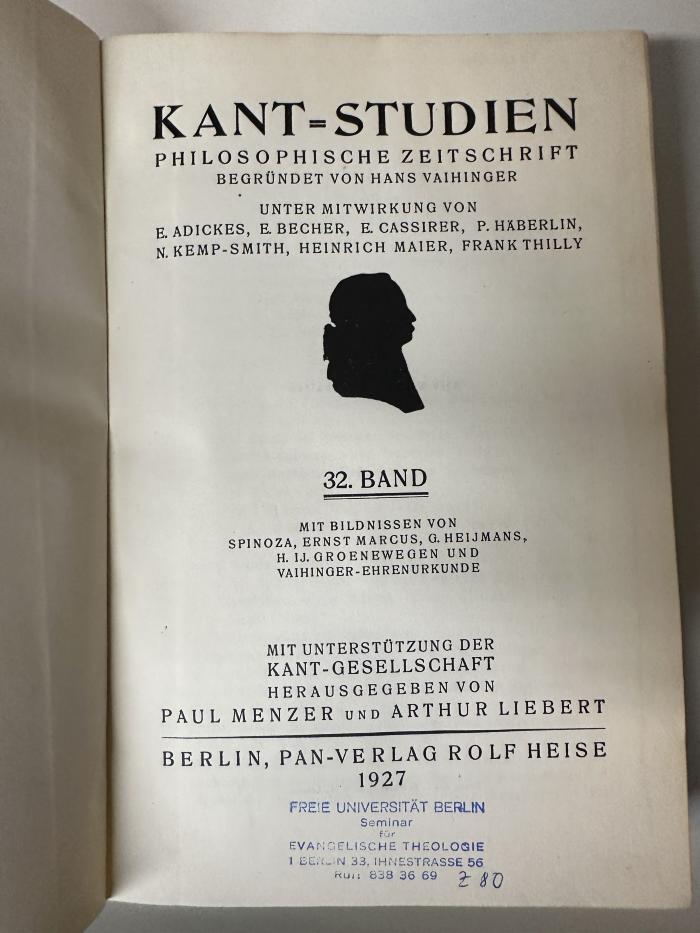 KANT=STUDIEN
PHILOSOPHISCHE ZEITSCHRIFT
BEGRÜNDET VON HANS VAIHINGER
UNTER MITWIRKUNG VON
E. ADICKES, E. BECHER, E. CASSIRER, P. HÄBERLIN,
N. KEMP-SMITH, HEINRICH MAIER, FRANK THILLY
32. BAND
MIT BILDNISSEN VON
SPINOZA, ERNST MARCUS, G. HEIJMANS,
H. IJ. GROENEWEGEN UND
VAIHINGER-EHRENURKUNDE
MIT UNTERSTÜTZUNG DER
KANT-GESELLSCHAFT
HERAUSGEGEBEN VON
PAUL MENZER UND ARTHUR LIEBERT
BERLIN, PAN-VERLAG ROLF HEISE
1927
FREIE UNIVERSITÄT BERLIN
Seminar
für
EVANGELISCHE THEOLOGIE
1 BERLIN 33, IHNESTRASSE 56
Ruf: 838 36 69 Z 80